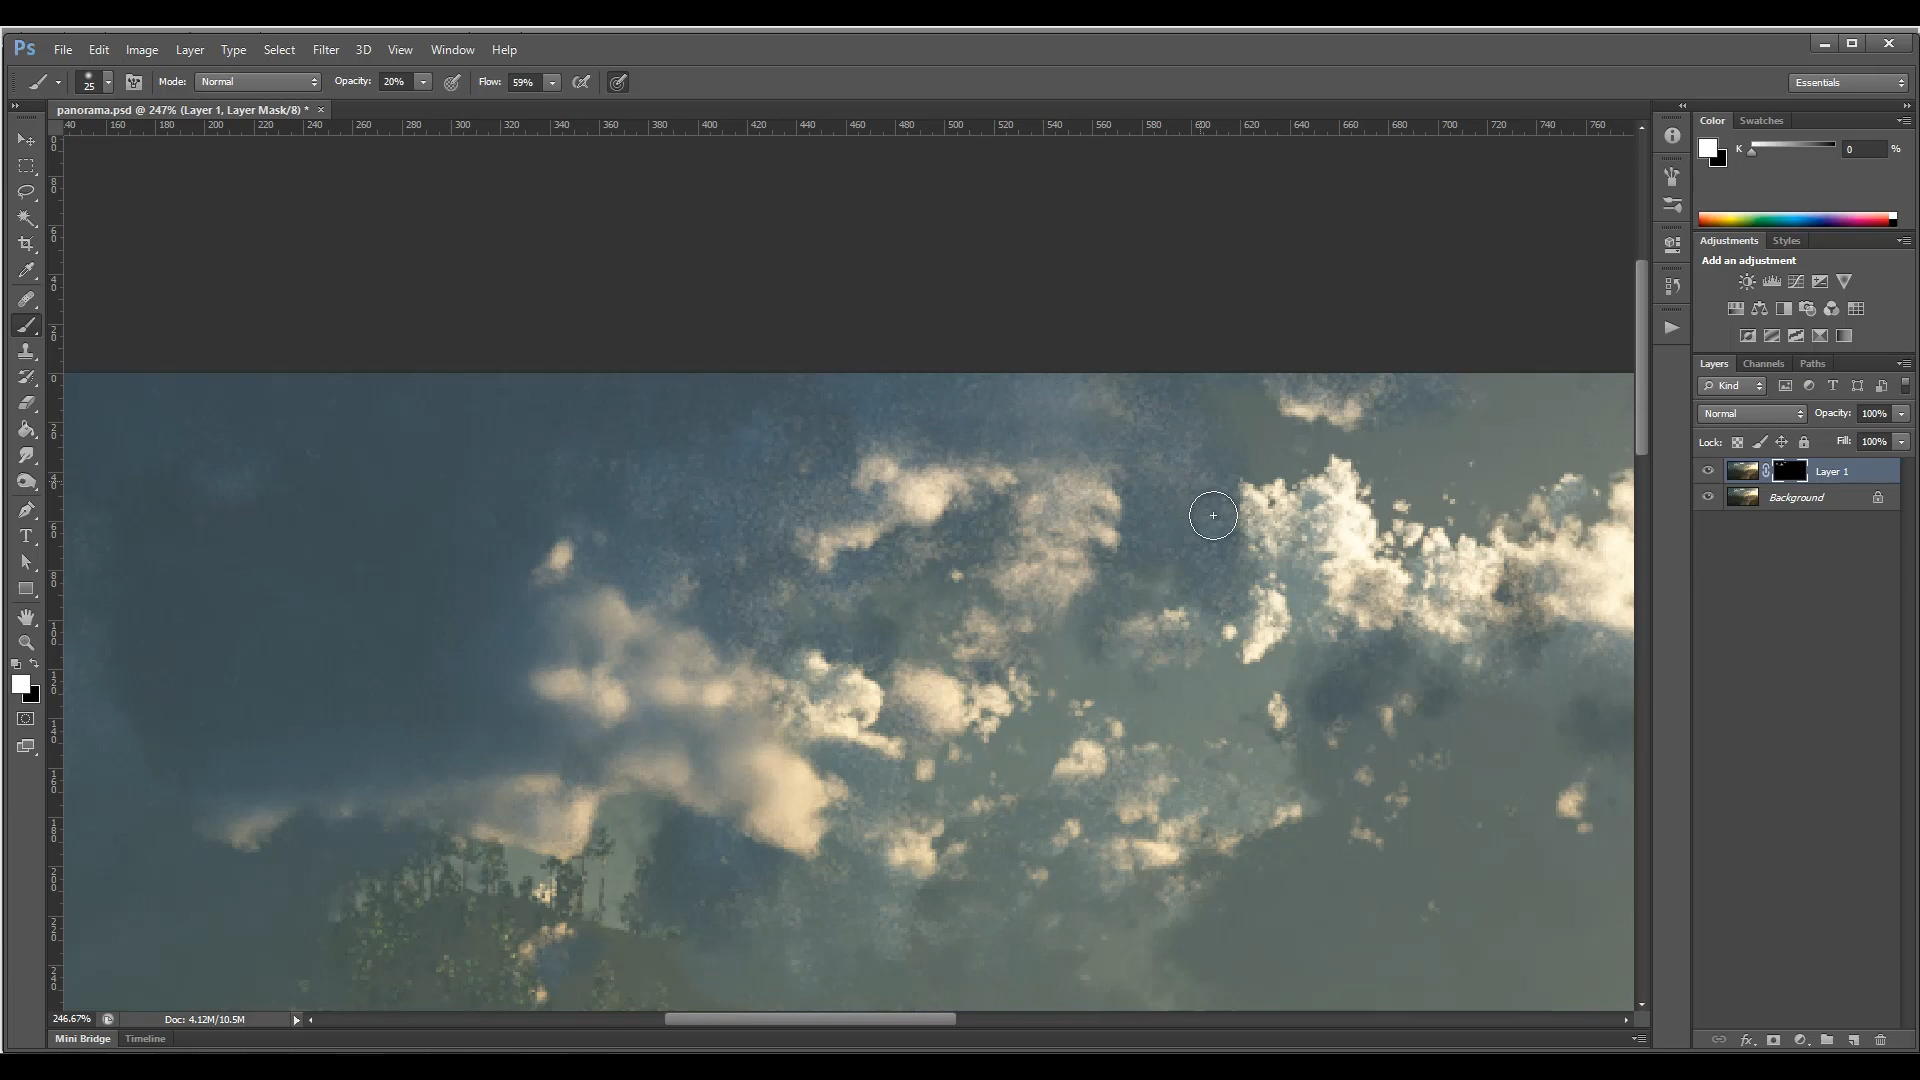 Ps File Edit Image Layer Type Select Filter 3D View Window Help
25 Mode: Normal Opacity: 20% Flow: 59% Essentials
panorama.psd @ 247% (Layer 1, Layer Mask/8) * ×
160 180 200 220 240 260 280 300 320 340 360 380 400 420 440 460 480 500 520 540 560 580 600 620 640 660 680 700 720 740 760
Color Swatches
K 0 %
Adjustments Styles
Add an adjustment
Layers Channels Paths
Kind
Normal Opacity: 100%
Lock: Fill: 100%
Layer 1
Background
246.67% Doc: 4.12M/10.5M
Mini Bridge Timeline